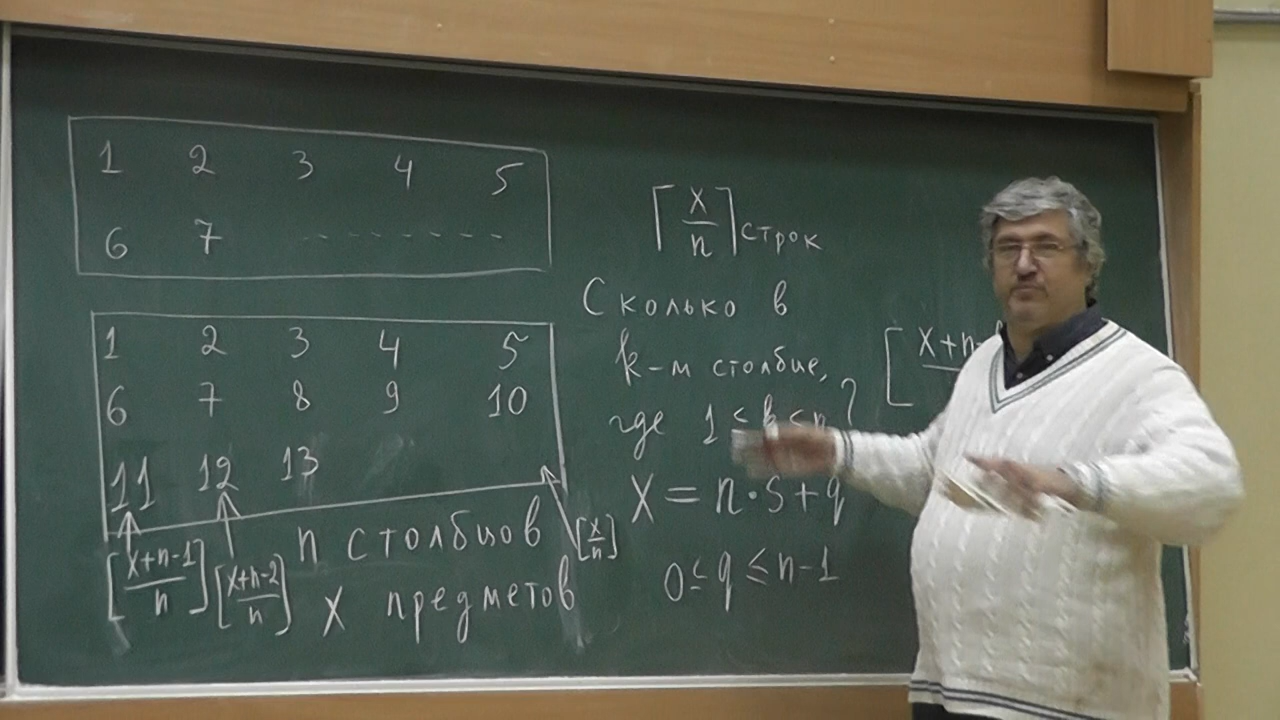 1 2 3 4 5
6 7 - - - - - - -
1 2 3 4 5
6 7 8 9 10
11 12 13
[x+n-1/n] [x+n-2/n]
n столбцов [x/n]
x предметов
⌈x/n⌉ строк
Сколько в
k-м столбце,
где 1 ≤ k ≤ n?
x = n·s+q
0 ≤ q ≤ n-1
[x+n-